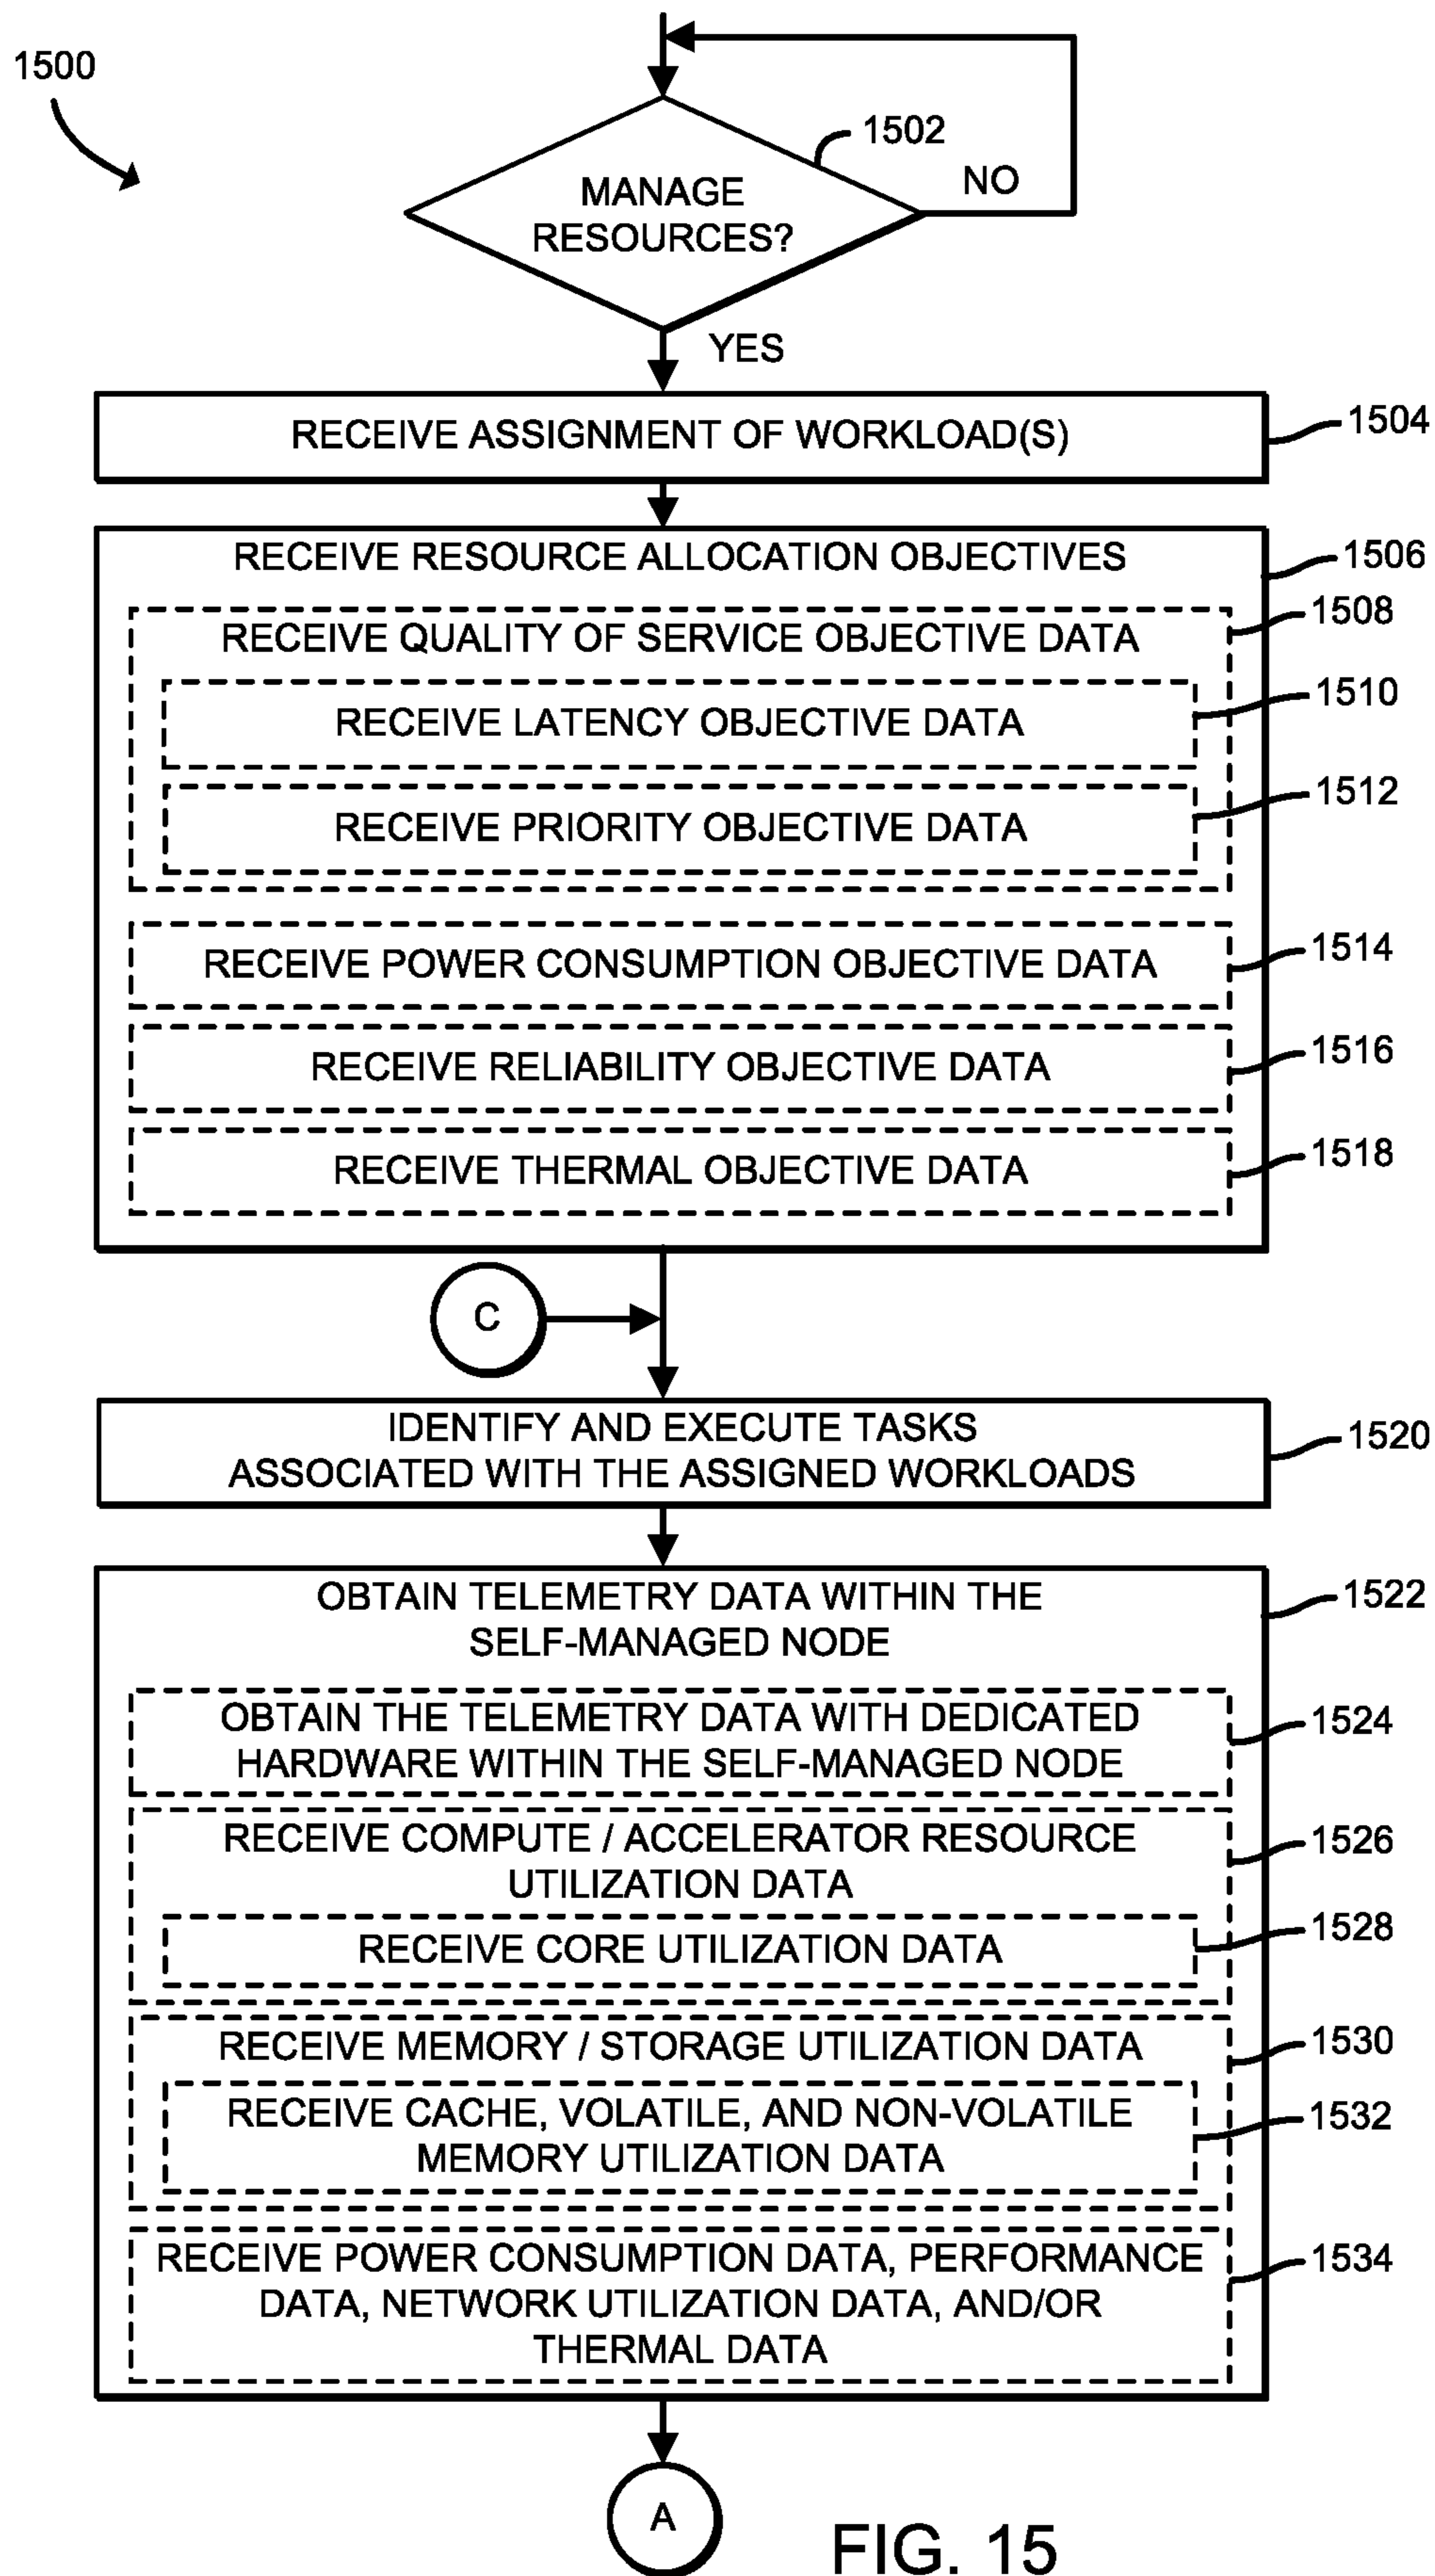 1500
1502
MANAGE
RESOURCES?
NO
YES
RECEIVE ASSIGNMENT OF WORKLOAD(S)
1504
RECEIVE RESOURCE ALLOCATION OBJECTIVES
1506
RECEIVE QUALITY OF SERVICE OBJECTIVE DATA
1508
RECEIVE LATENCY OBJECTIVE DATA
1510
RECEIVE PRIORITY OBJECTIVE DATA
1512
RECEIVE POWER CONSUMPTION OBJECTIVE DATA
1514
RECEIVE RELIABILITY OBJECTIVE DATA
1516
RECEIVE THERMAL OBJECTIVE DATA
1518
C
IDENTIFY AND EXECUTE TASKS
ASSOCIATED WITH THE ASSIGNED WORKLOADS
1520
OBTAIN TELEMETRY DATA WITHIN THE
SELF-MANAGED NODE
1522
OBTAIN THE TELEMETRY DATA WITH DEDICATED
HARDWARE WITHIN THE SELF-MANAGED NODE
1524
RECEIVE COMPUTE / ACCELERATOR RESOURCE
UTILIZATION DATA
1526
RECEIVE CORE UTILIZATION DATA
1528
RECEIVE MEMORY / STORAGE UTILIZATION DATA
1530
RECEIVE CACHE, VOLATILE, AND NON-VOLATILE
MEMORY UTILIZATION DATA
1532
RECEIVE POWER CONSUMPTION DATA, PERFORMANCE
DATA, NETWORK UTILIZATION DATA, AND/OR
THERMAL DATA
1534
A
FIG. 15